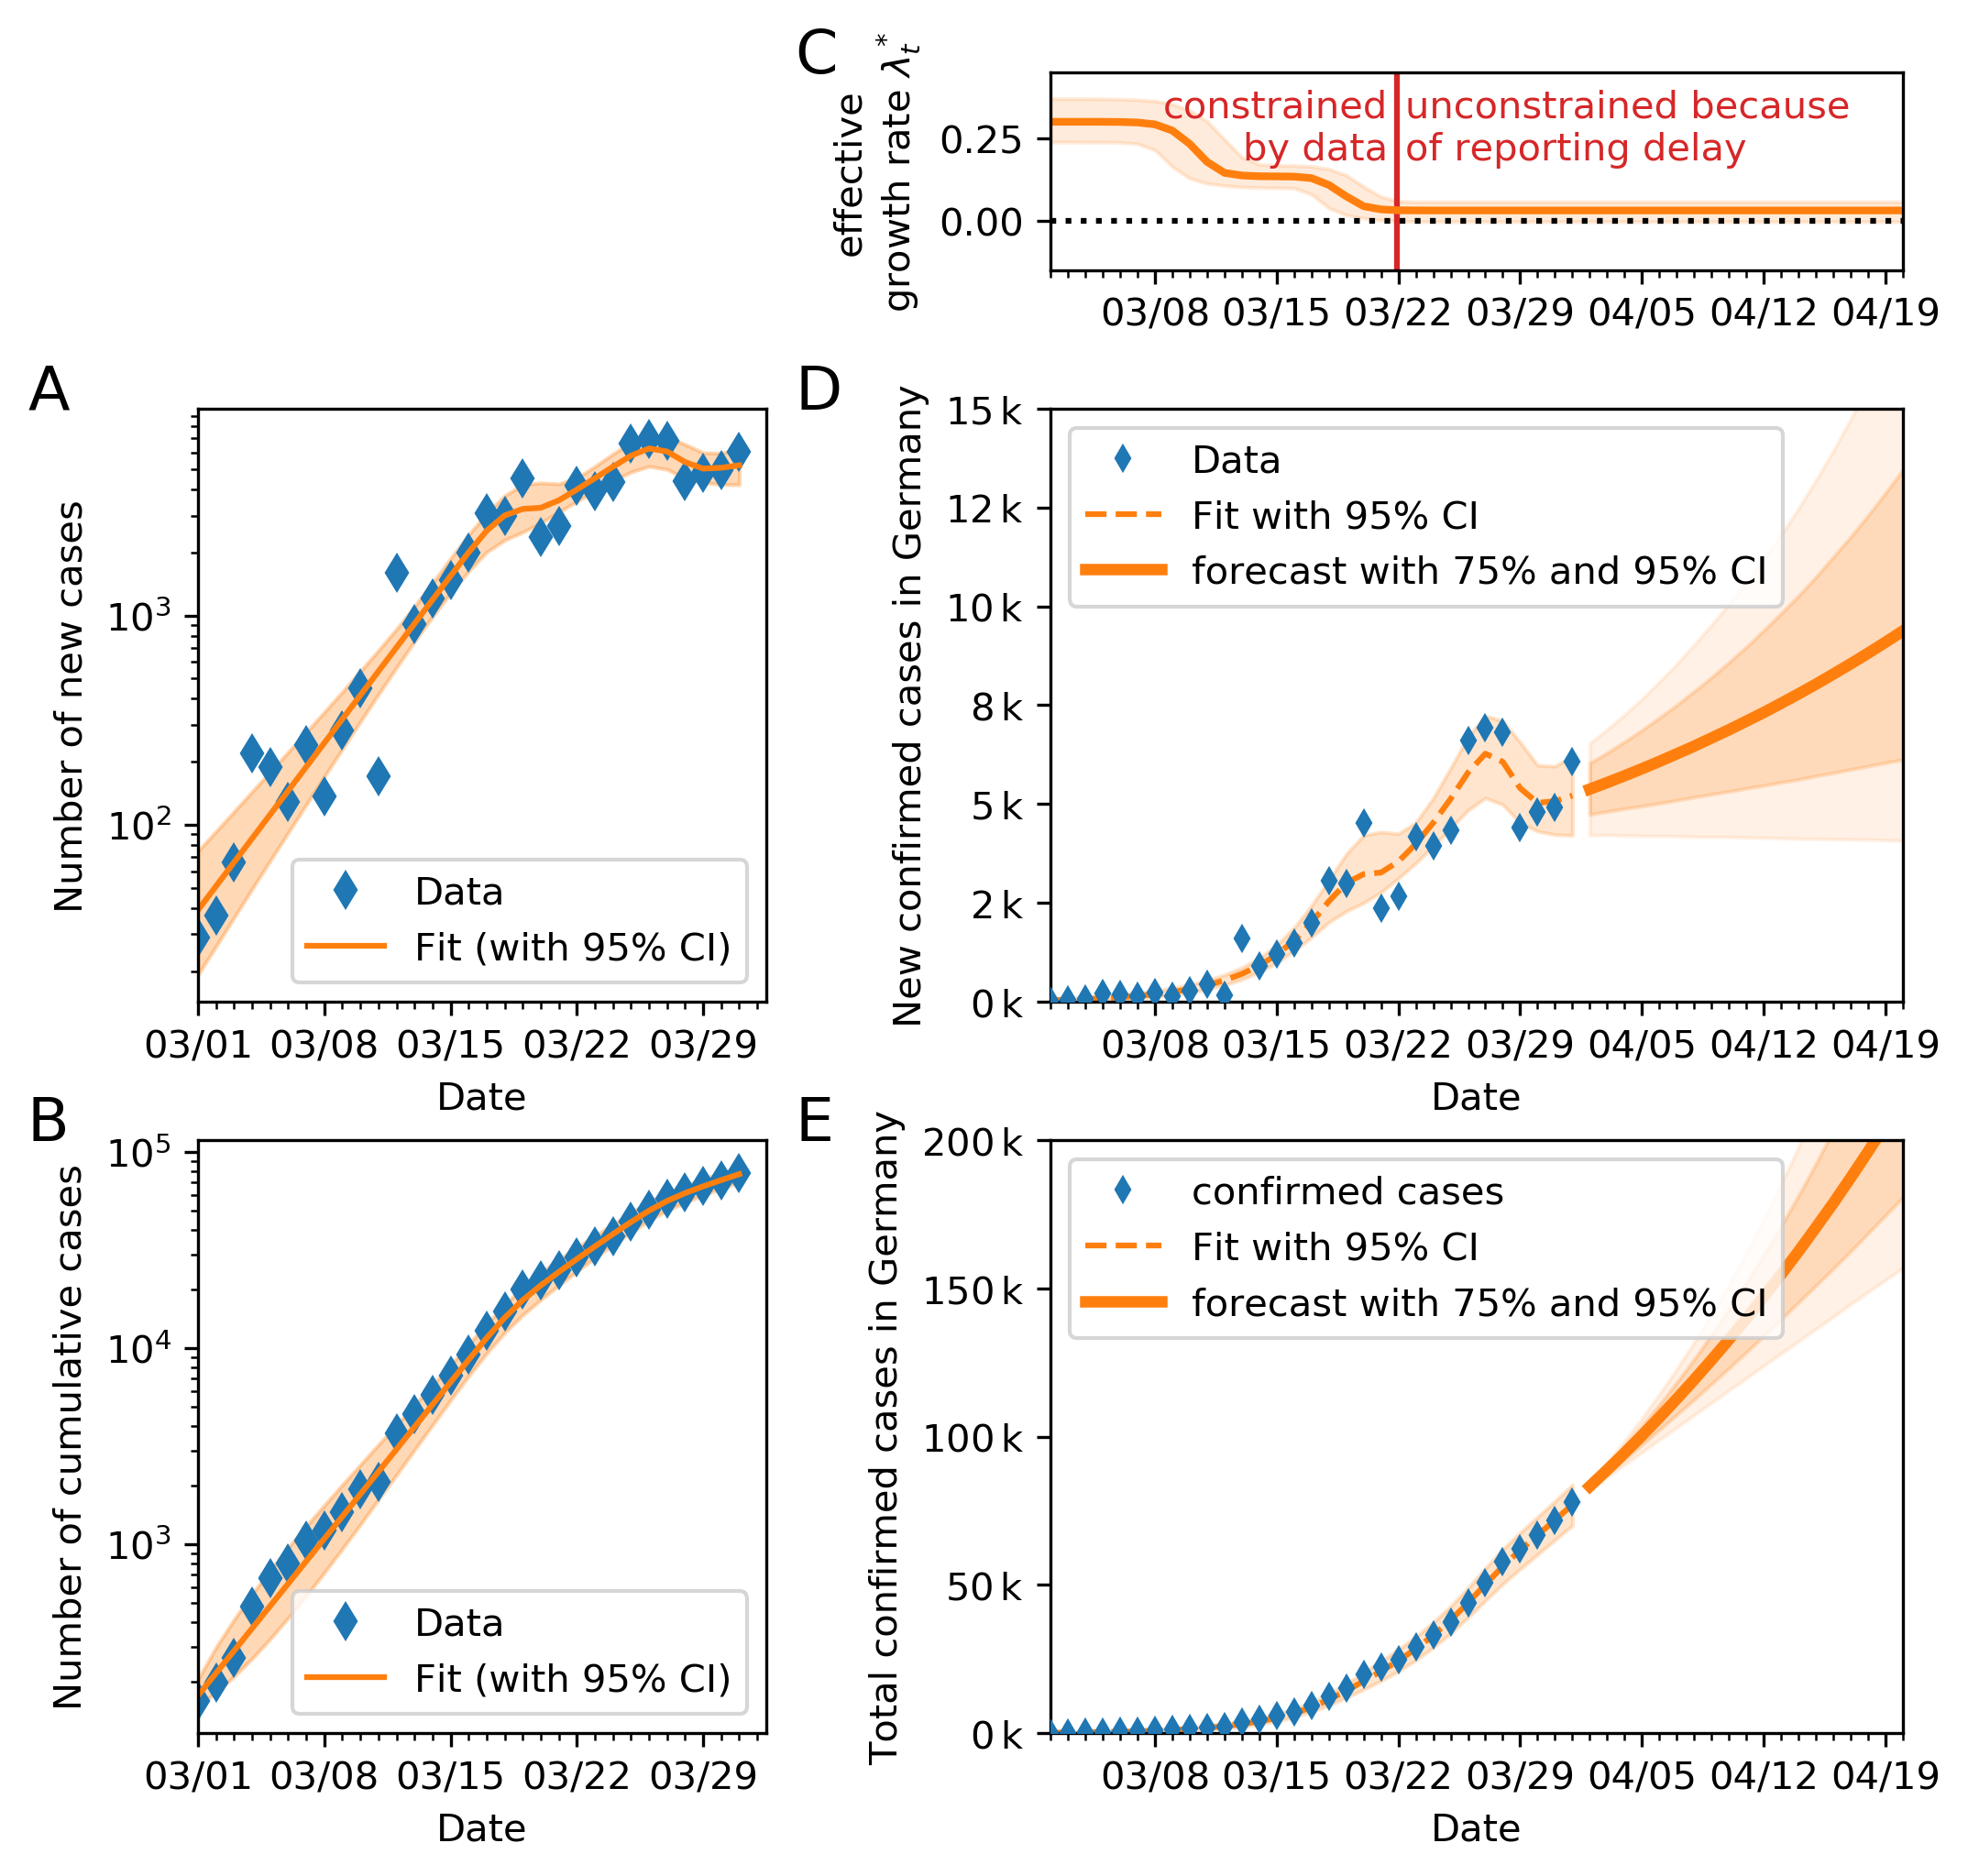 C
effective
growth rate λ*t
0.25
0.00
constrained
by data
unconstrained because
of reporting delay
03/08 03/15 03/22 03/29 04/05 04/12 04/19
A
Number of new cases
10³
10²
Data
Fit (with 95% CI)
03/01 03/08 03/15 03/22 03/29
Date
D
New confirmed cases in Germany
15 k
12 k
10 k
8 k
5 k
2 k
0 k
Data
Fit with 95% CI
forecast with 75% and 95% CI
03/08 03/15 03/22 03/29 04/05 04/12 04/19
Date
B
Number of cumulative cases
10⁵
10⁴
10³
Data
Fit (with 95% CI)
03/01 03/08 03/15 03/22 03/29
Date
E
Total confirmed cases in Germany
200 k
150 k
100 k
50 k
0 k
confirmed cases
Fit with 95% CI
forecast with 75% and 95% CI
03/08 03/15 03/22 03/29 04/05 04/12 04/19
Date